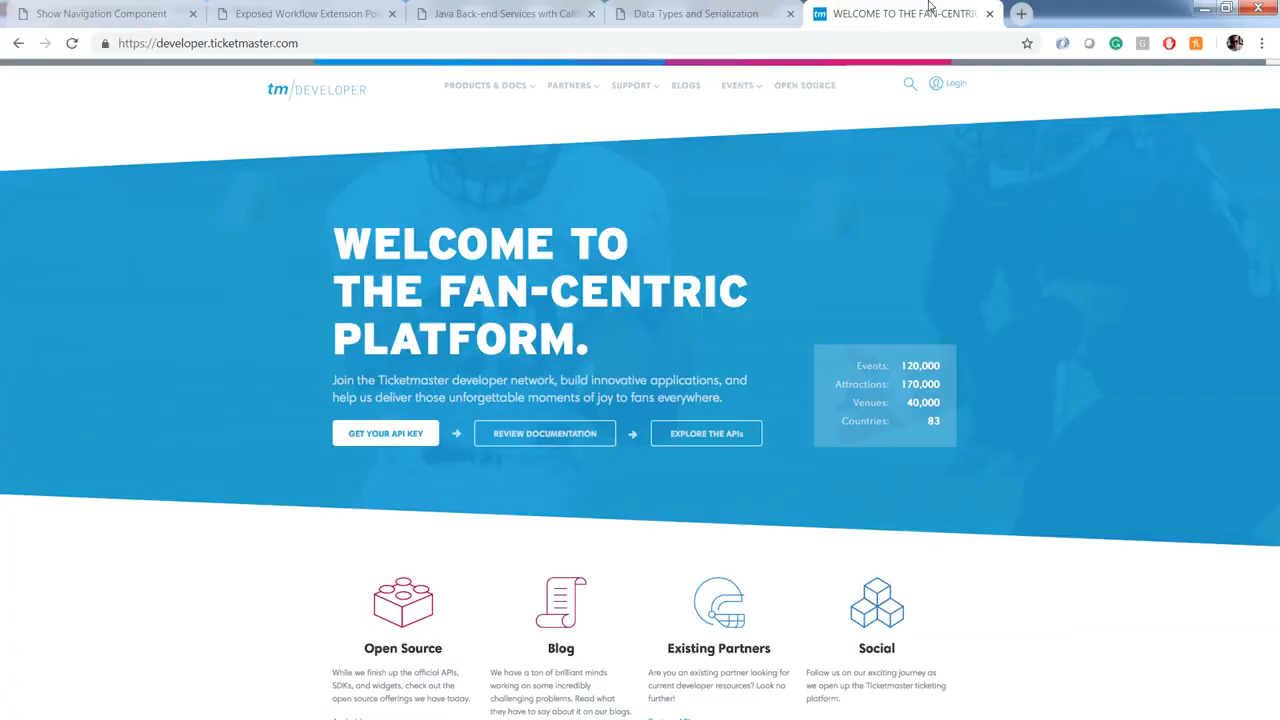 Show Navigation Component
Exposed Workflow Extension Po
Java Back-end Services with Cali
Data Types and Serialization
tm
WELCOME TO THE FAN-CENTRIC
https://developer.ticketmaster.com
tm/DEVELOPER
PRODUCTS & DOCS
PARTNERS
SUPPORT
BLOGS
EVENTS
OPEN SOURCE
Login
WELCOME TO
THE FAN-CENTRIC
PLATFORM.
Join the Ticketmaster developer network, build innovative applications, and
help us deliver those unforgettable moments of joy to fans everywhere.
GET YOUR API KEY
REVIEW DOCUMENTATION
EXPLORE THE APIs
Events: 120,000
Attractions: 170,000
Venues: 40,000
Countries: 83
Open Source
While we finish up the official APIs,
SDKs, and widgets, check out the
open source offerings we have today.
Blog
We have a ton of brilliant minds
working on some incredibly
challenging problems. Read what
they have to say about it on our blogs.
Existing Partners
Are you an existing partner looking for
current developer resources? Look no
further!
Social
Follow us on our exciting journey as
we open up the Ticketmaster ticketing
platform.